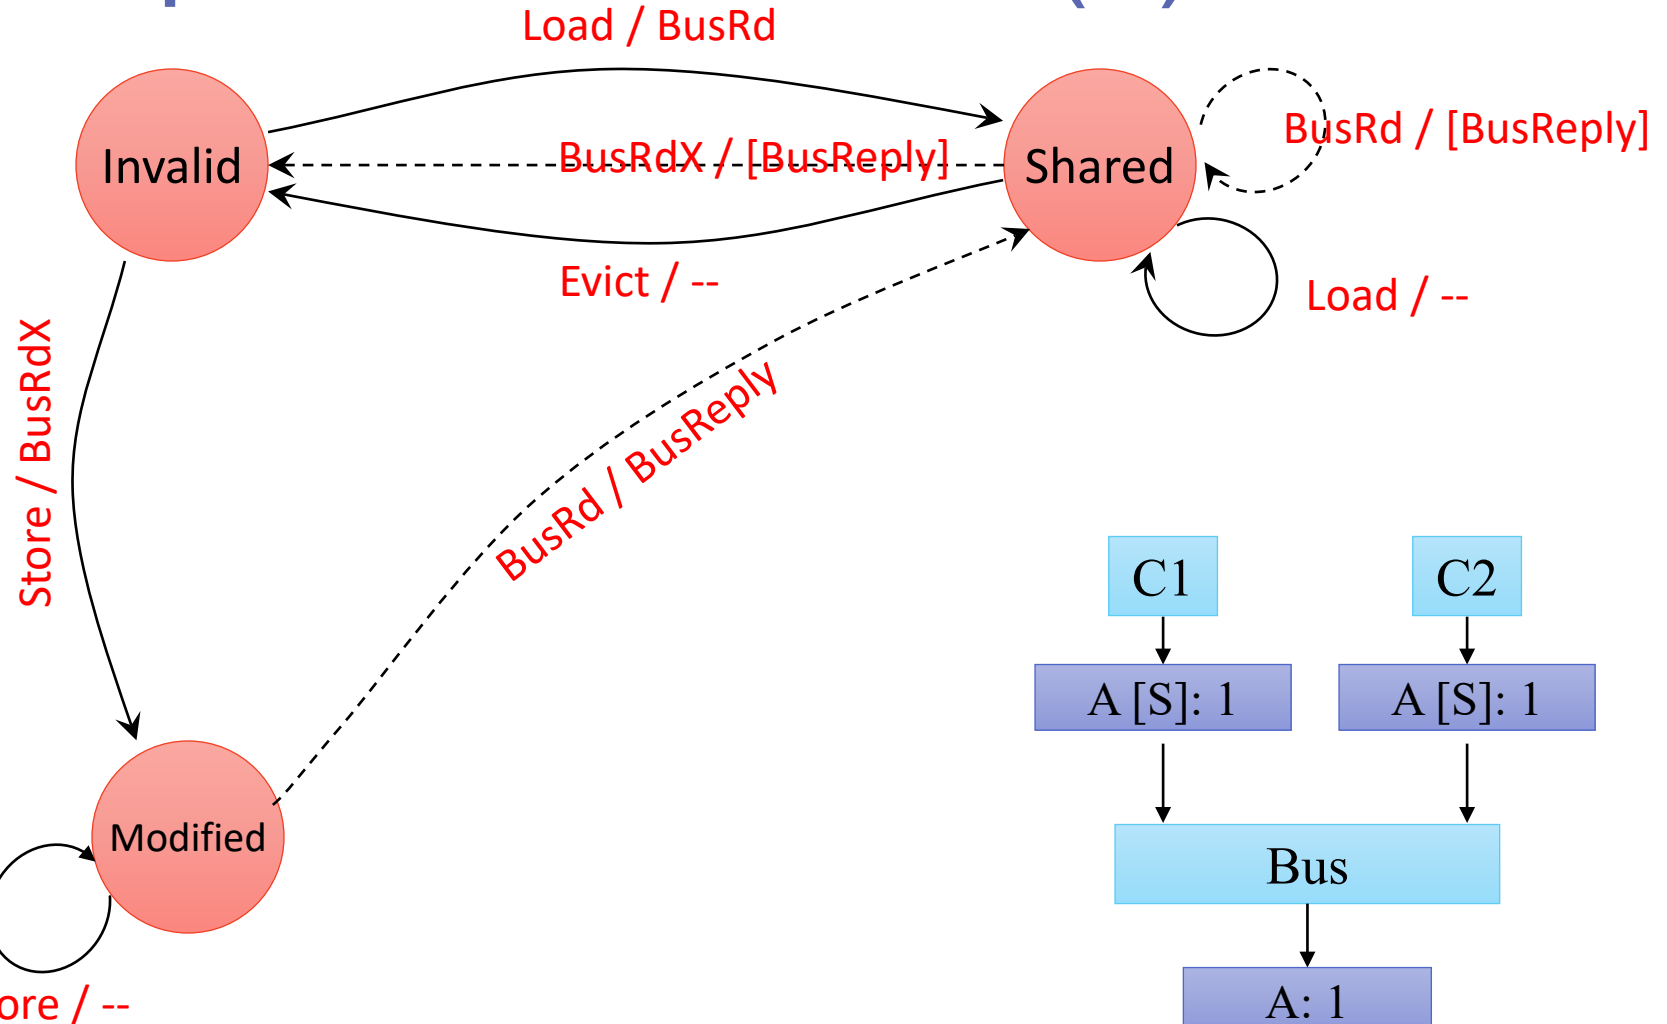 Load / BusRd
Invalid
BusRdX / [BusReply]
Shared
BusRd / [BusReply]
Evict / --
Load / --
Store / BusRdX
BusRd / BusReply
C1
C2
A [S]: 1
A [S]: 1
Modified
Bus
ore / --
A: 1